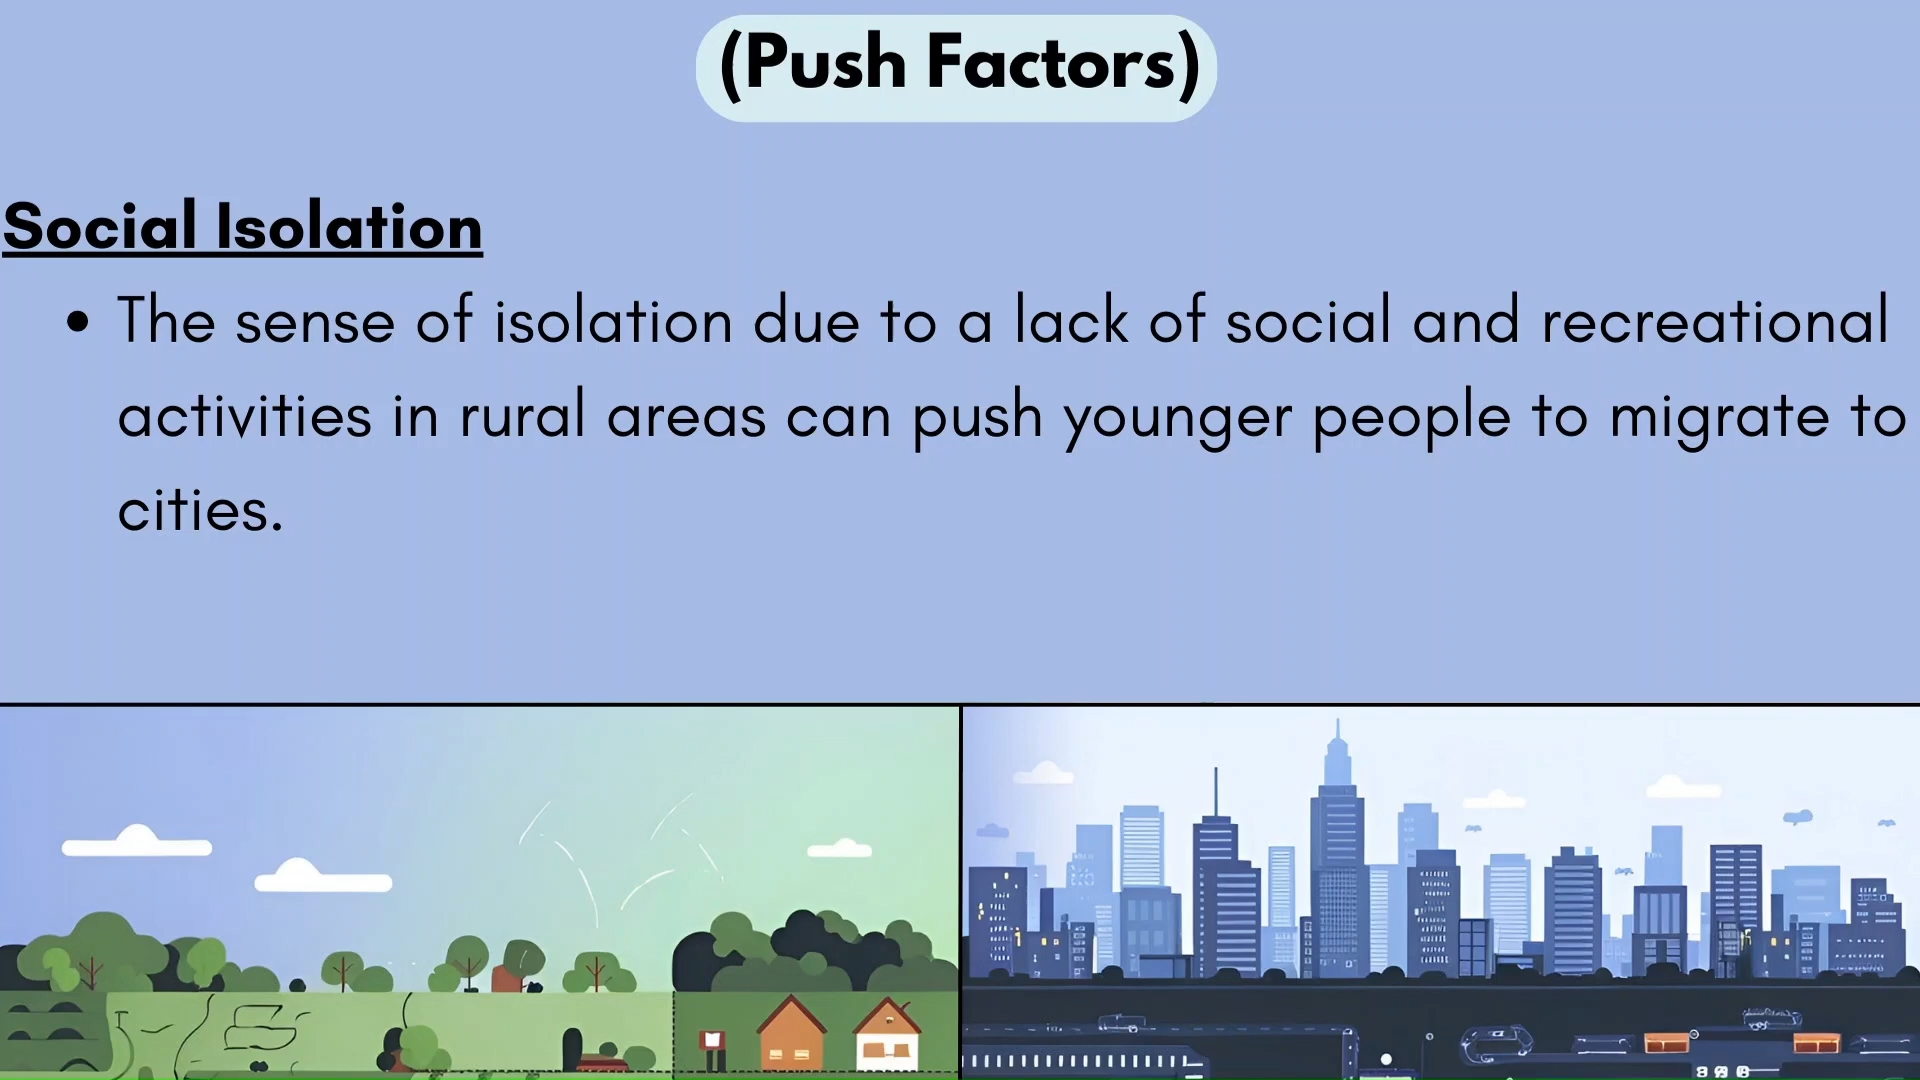 (Push Factors)
Social Isolation
• The sense of isolation due to a lack of social and recreational
activities in rural areas can push younger people to migrate to
cities.